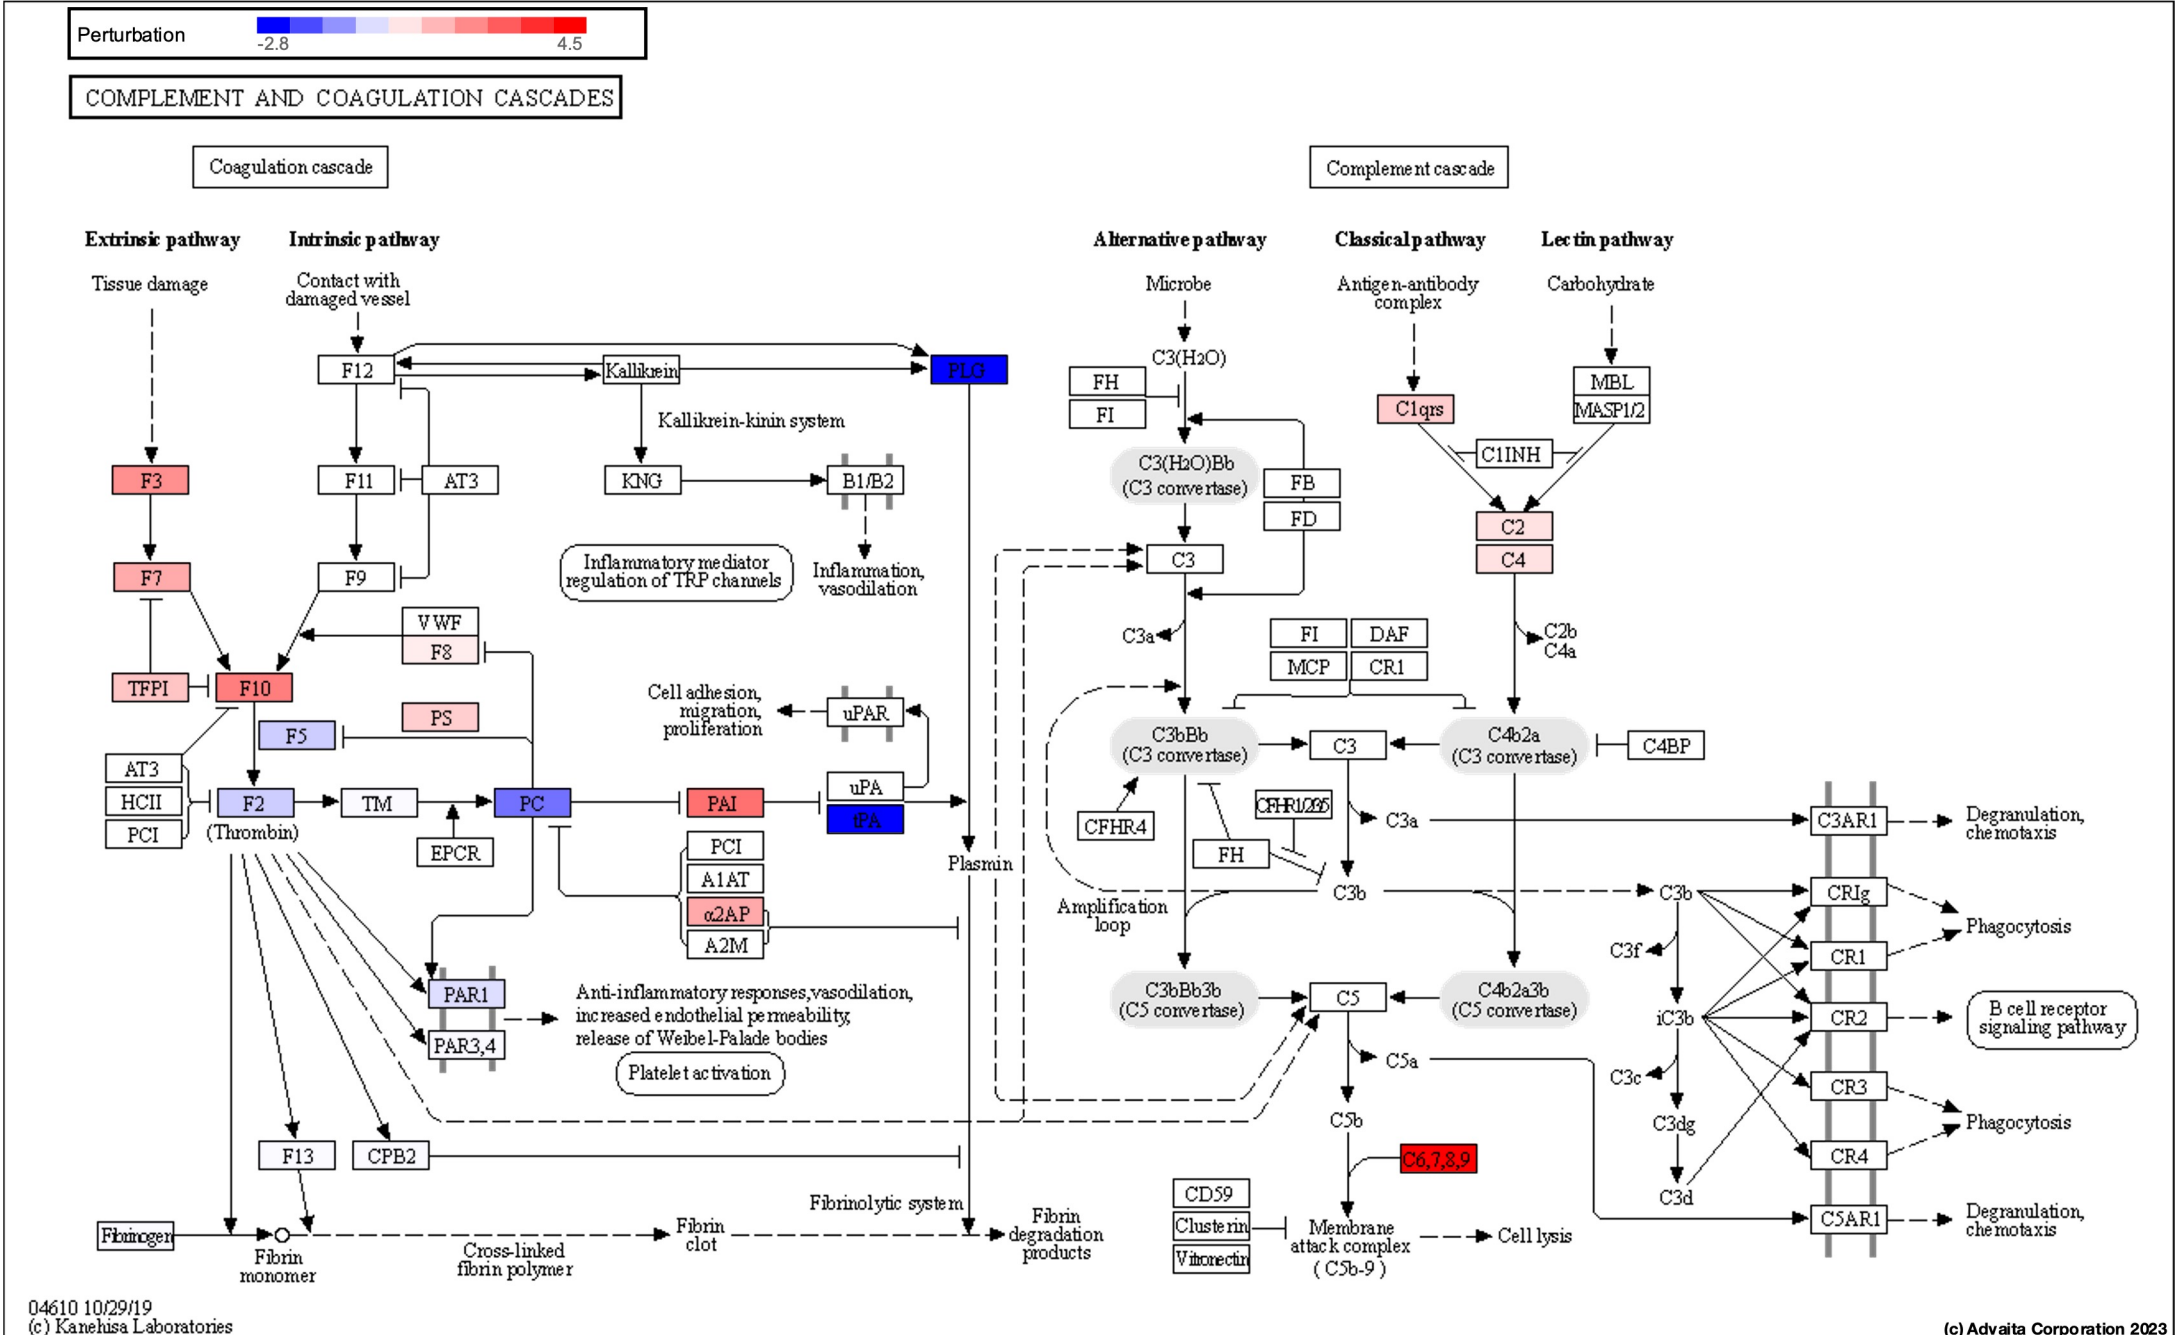 Perturbation
-2.8
4.5
COMPLEMENT AND COAGULATION CASCADES
Coagulation cascade
Complement cascade
Extrinsic pathway
Intrinsic pathway
Alternative pathway
Classical pathway
Lectin pathway
Tissue damage
Contact with
damaged vessel
Microbe
Antigen-antibody
complex
Carbohydrate
F12
Kallikrein
PLG
C3(H2O)
FH
FI
C1qrs
MBL
MASP1/2
Kallikrein-kinin system
C1INH
F3
F11
AT3
KNG
B1/B2
C3(H2O)Bb
(C3 convertase)
FB
FD
C2
C4
F7
F9
Inflammatory mediator
regulation of TRP channels
Inflammation,
vasodilation
C3
VWF
F8
C3a
FI
DAF
MCP
CR1
C2b
C4a
TFPI
F10
PS
F5
Cell adhesion,
migration,
proliferation
uPAR
C3bBb
(C3 convertase)
C3
C4b2a
(C3 convertase)
C4BP
AT3
HCII
PCI
F2
(Thrombin)
TM
EPCR
PC
PAI
uPA
tPA
CFHR4
CFHR1/2/3/5
FH
C3a
C3AR1
Degranulation,
chemotaxis
PCI
A1AT
α2AP
A2M
Plasmin
Amplification
loop
C3b
C3b
CRIg
Phagocytosis
C3f
CR1
PAR1
PAR3,4
Anti-inflammatory responses,vasodilation,
increased endothelial permeability,
release of Weibel-Palade bodies
Platelet activation
C3bBb3b
(C5 convertase)
C5
C4b2a3b
(C5 convertase)
iC3b
CR2
B cell receptor
signaling pathway
C5a
C3c
CR3
C5b
C3dg
Phagocytosis
F13
CPB2
C6,7,8,9
CR4
C3d
CD59
Clusterin
Vitronectin
Fibrinolytic system
C5AR1
Degranulation,
chemotaxis
Fibrinogen
Fibrin
monomer
Cross-linked
fibrin polymer
Fibrin
clot
Fibrin
degradation
products
Membrane
attack complex
( C5b-9 )
Cell lysis
04610 10/29/19
(c) Kanehisa Laboratories
(c) Advaita Corporation 2023